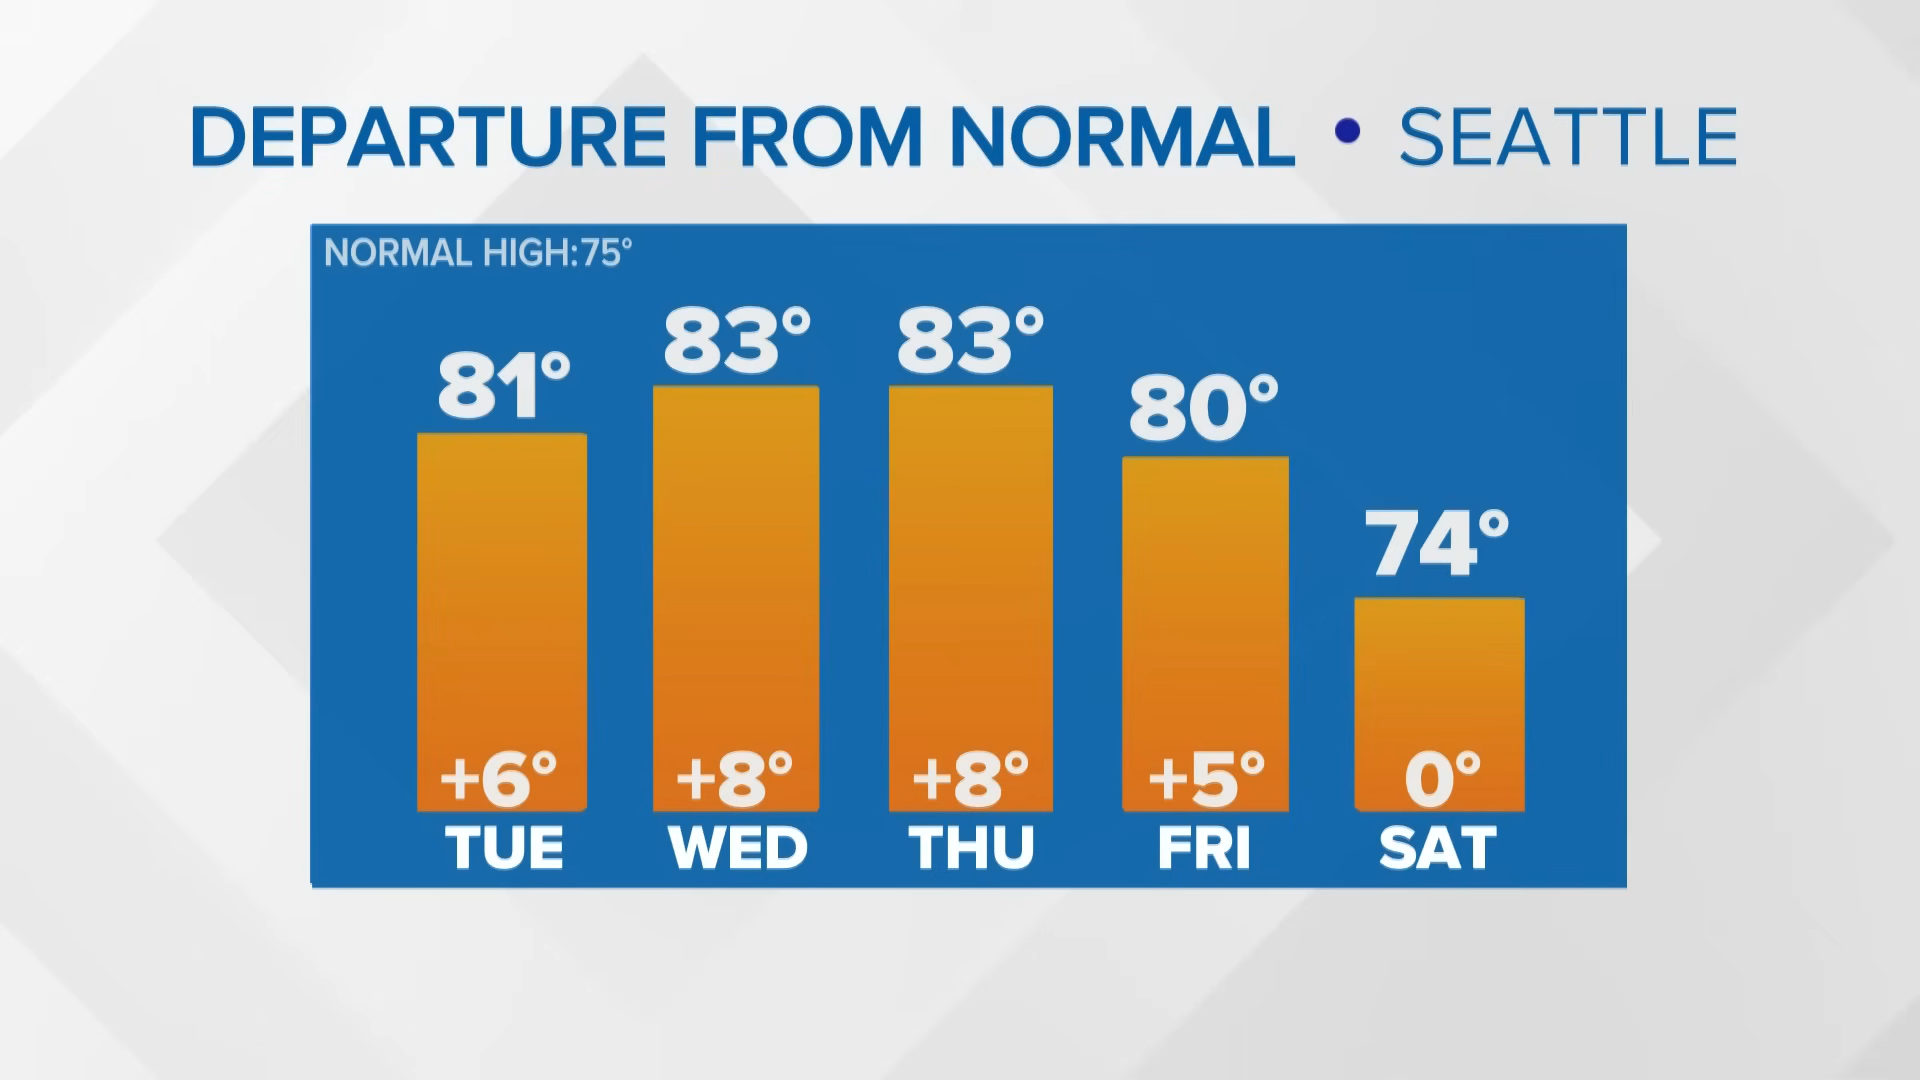 DEPARTURE FROM NORMAL • SEATTLE
NORMAL HIGH:75°
81° 83° 83° 80° 74°
+6° +8° +8° +5° 0°
TUE WED THU FRI SAT